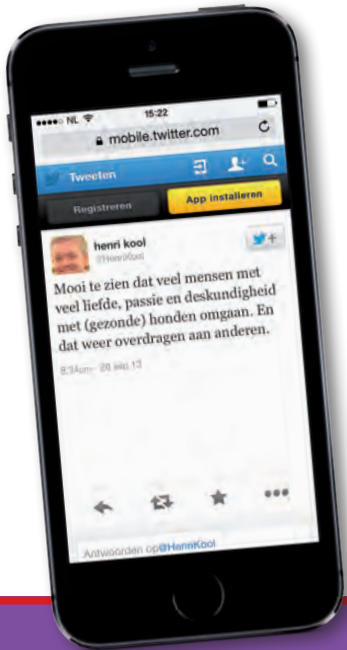 NL 15:22
mobile.twitter.com
Tweeten
Registreren App installeren
henri kool
@HenriKool
Mooi te zien dat veel mensen met
veel liefde, passie en deskundigheid
met (gezonde) honden omgaan. En
dat weer overdragen aan anderen.
Antwoorden op@HenriKool